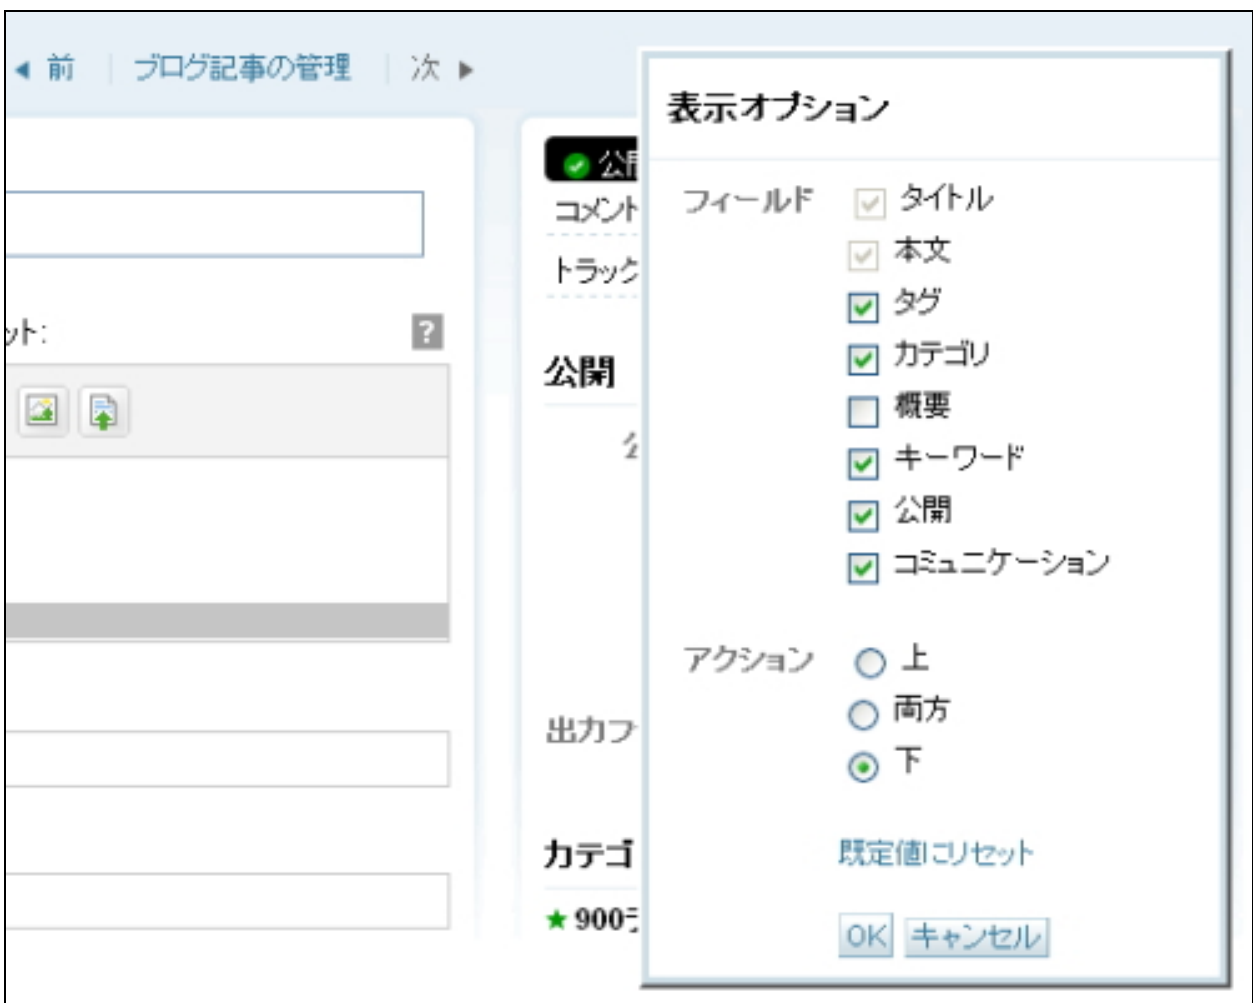 前 ブログ記事の管理 次
表示オプション
公開
コメント
トラック
フィールド
タイトル
本文
タグ
カテゴリ
概要
キーワード
公開
コミュニケーション
ット: ?
公開
アクション
上
両方
下
出力フ
既定値にリセット
カテゴ
★900
OK キャンセル